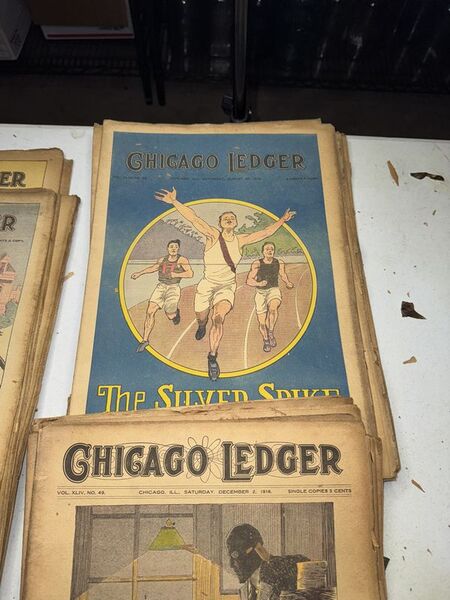 ER
R
CHICAGO LEDGER
The SILVER SPIKE
CHICAGO LEDGER
VOL. XLIV, NO. 49.
CHICAGO, ILL., SATURDAY, DECEMBER 2, 1916.
SINGLE COPIES 5 CENTS